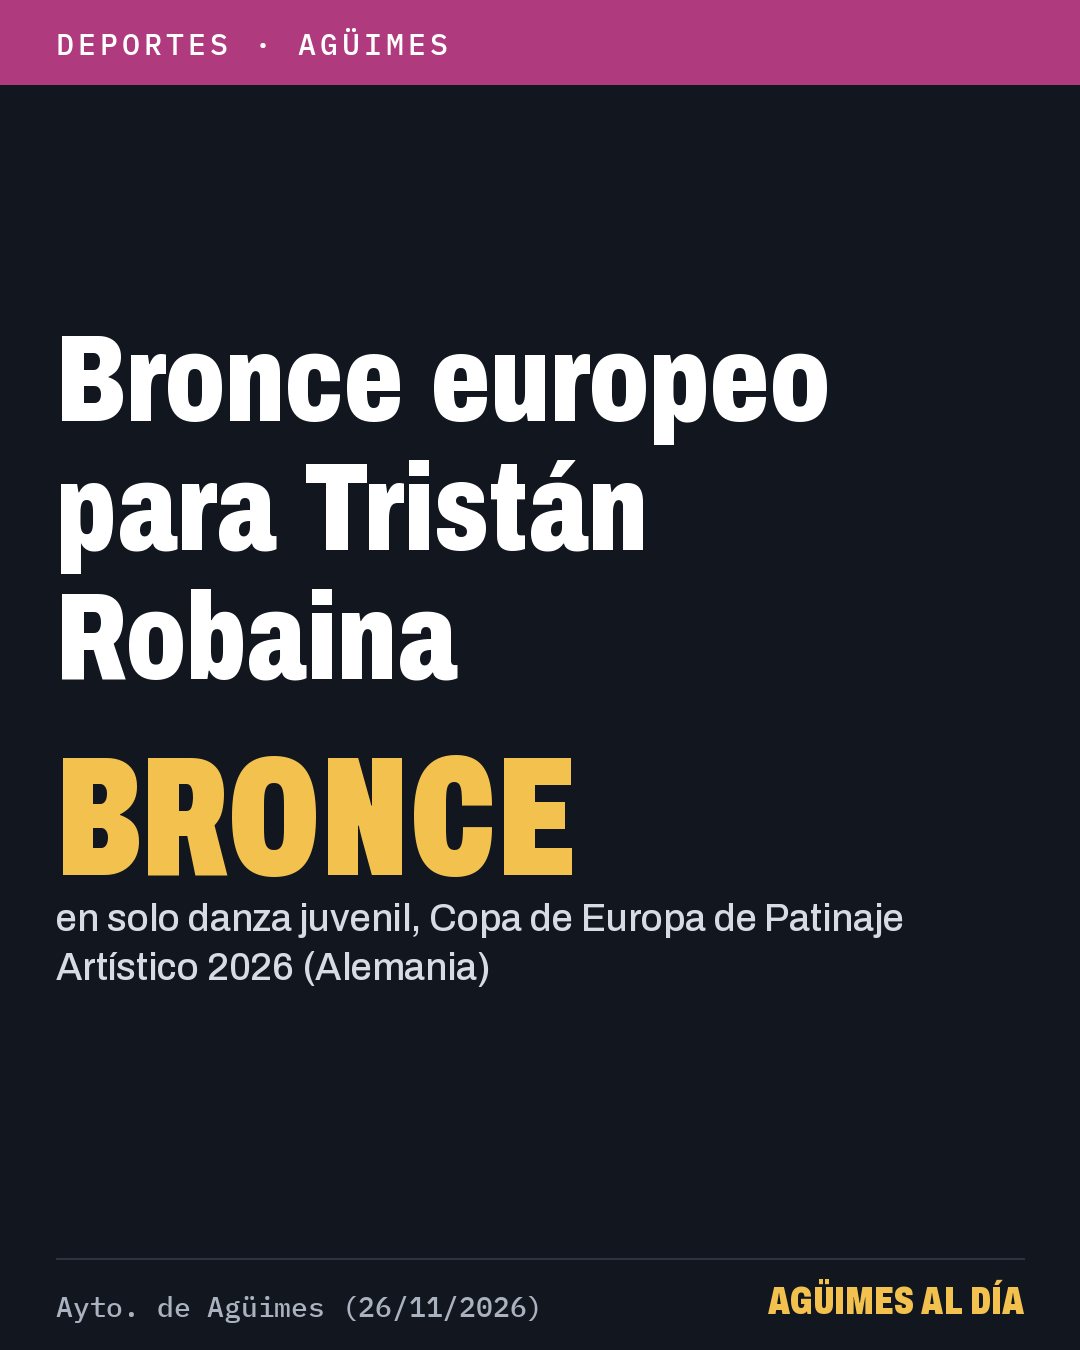 DEPORTES · AGÜIMES
Bronce europeo
para Tristán
Robaina
BRONCE
en solo danza juvenil, Copa de Europa de Patinaje
Artístico 2026 (Alemania)
Ayto. de Agüimes (26/11/2026)
AGÜIMES AL DÍA